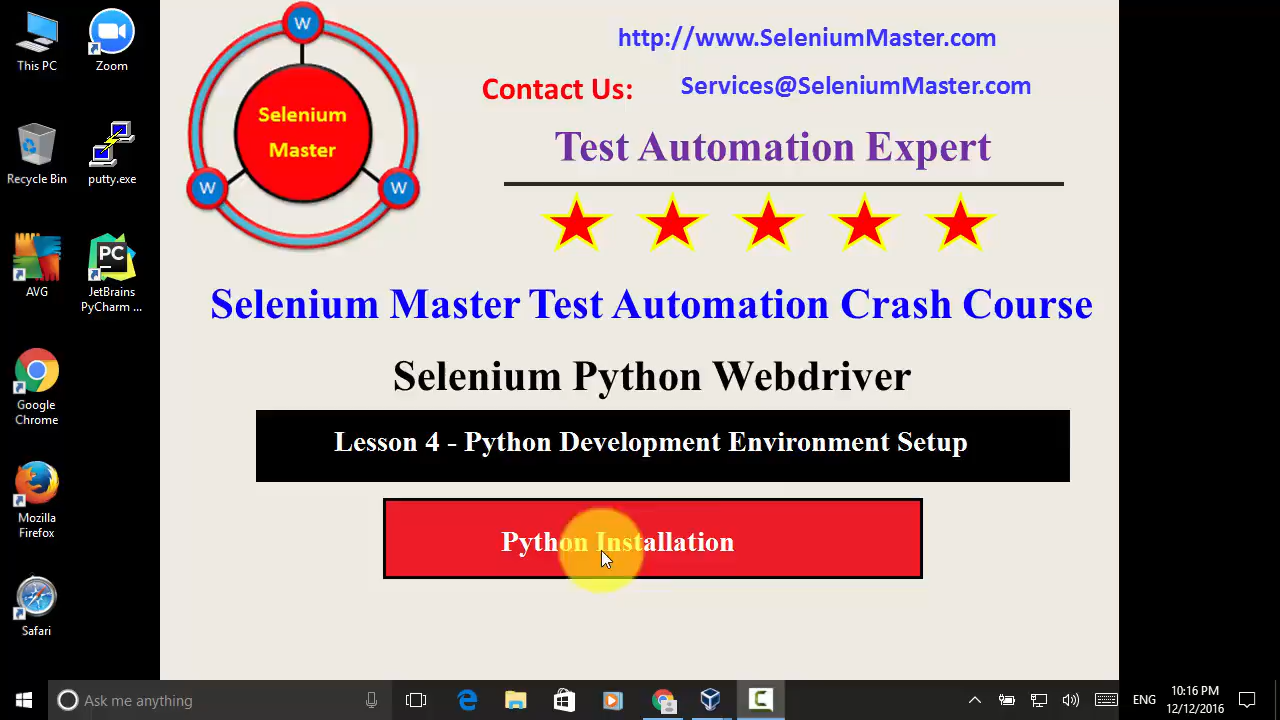 This PC
Zoom
Recycle Bin
putty.exe
AVG
JetBrains
PyCharm ...
Google
Chrome
Mozilla
Firefox
Safari
W
Selenium
Master
W
W
http://www.SeleniumMaster.com
Contact Us: Services@SeleniumMaster.com
Test Automation Expert
Selenium Master Test Automation Crash Course
Selenium Python Webdriver
Lesson 4 - Python Development Environment Setup
Python Installation
PC
Ask me anything
ENG
10:16 PM
12/12/2016